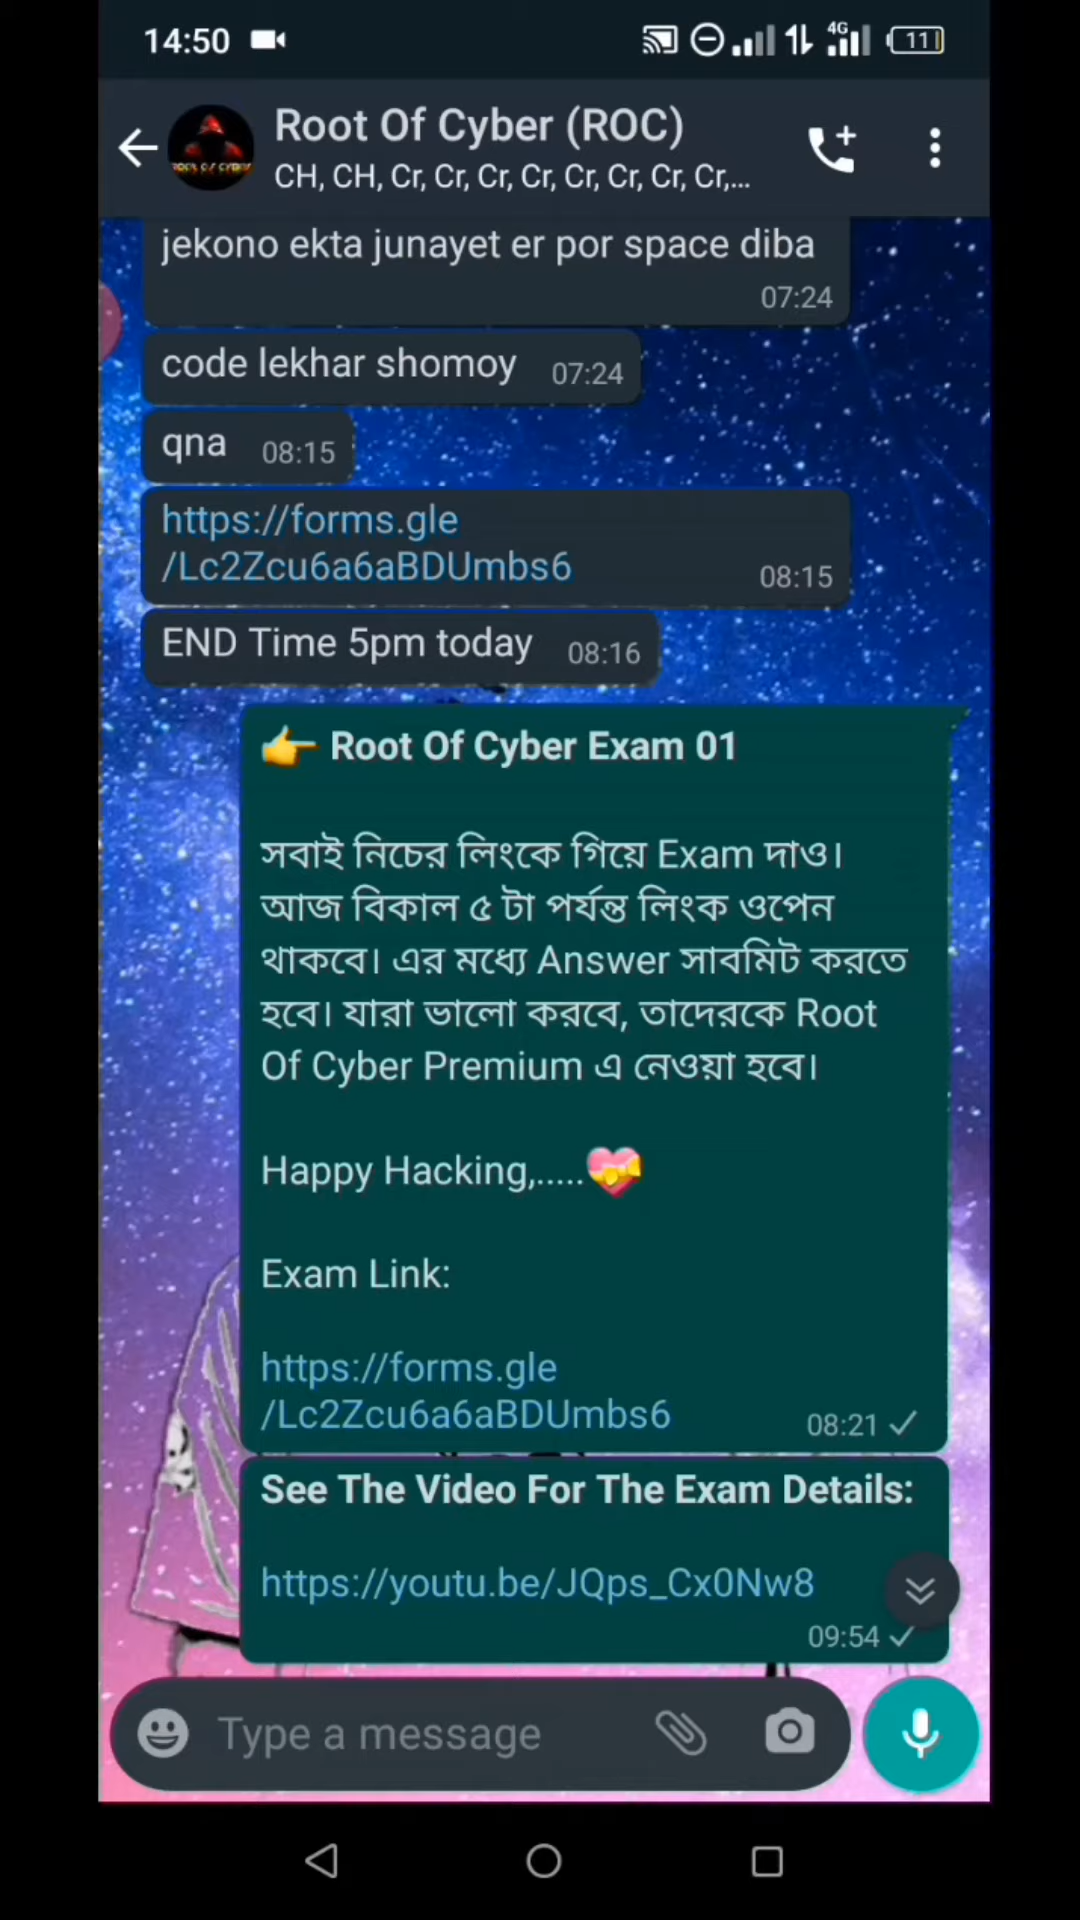 14:50
4G
11
Root Of Cyber (ROC)
CH, CH, Cr, Cr, Cr, Cr, Cr, Cr, Cr, Cr,...
jekono ekta junayet er por space diba
07:24
code lekhar shomoy 07:24
qna 08:15
https://forms.gle
/Lc2Zcu6a6aBDUmbs6 08:15
END Time 5pm today 08:16
👉 Root Of Cyber Exam 01
সবাই নিচের লিংকে গিয়ে Exam দাও।
আজ বিকাল ৫ টা পর্যন্ত লিংক ওপেন
থাকবে। এর মধ্যে Answer সাবমিট করতে
হবে। যারা ভালো করবে, তাদেরকে Root
Of Cyber Premium এ নেওয়া হবে।
Happy Hacking,.....💝
Exam Link:
https://forms.gle
/Lc2Zcu6a6aBDUmbs6 08:21
See The Video For The Exam Details:
https://youtu.be/JQps_Cx0Nw8
09:54
Type a message